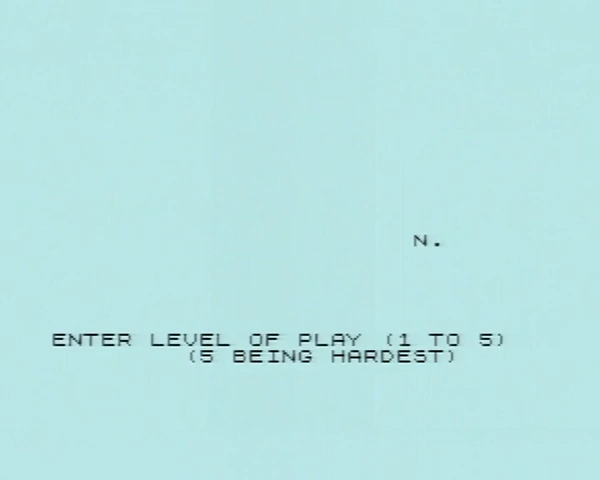 N.
ENTER LEVEL OF PLAY (1 TO 5)
(5 BEING HARDEST)